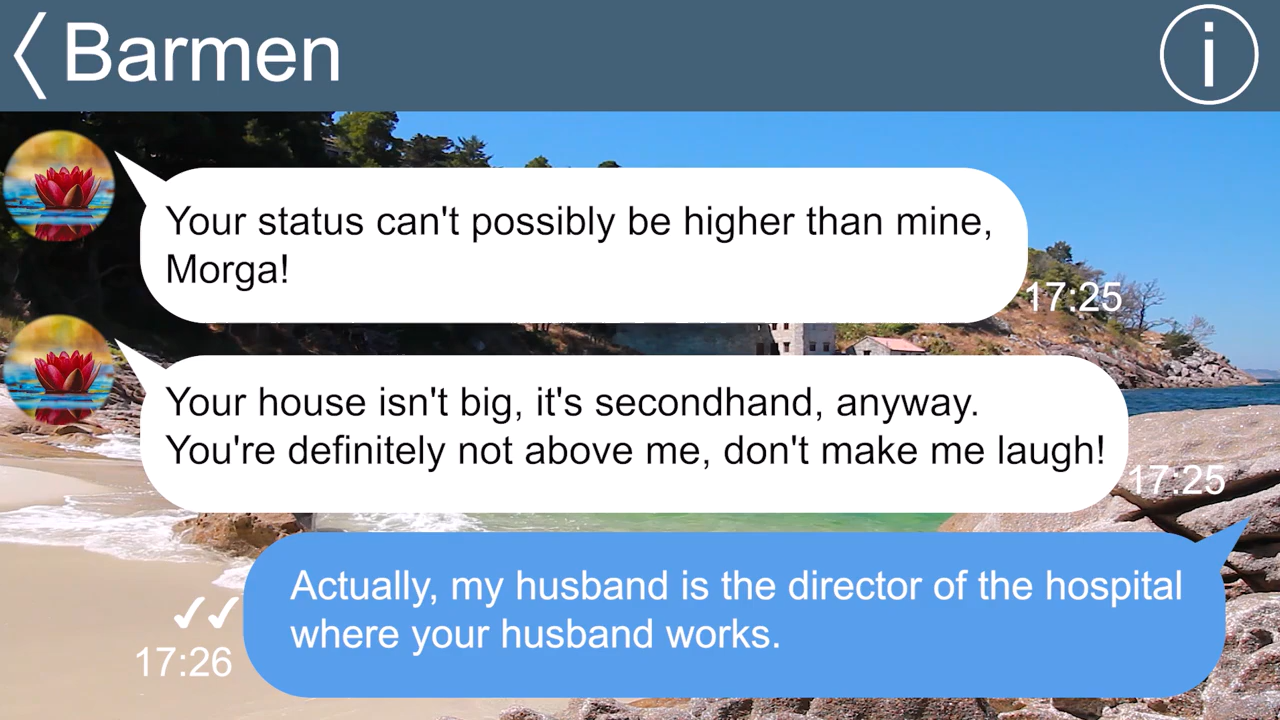 Barmen
i
Your status can't possibly be higher than mine,
Morga!
17:25
Your house isn't big, it's secondhand, anyway.
You're definitely not above me, don't make me laugh!
17:25
Actually, my husband is the director of the hospital
where your husband works.
17:26